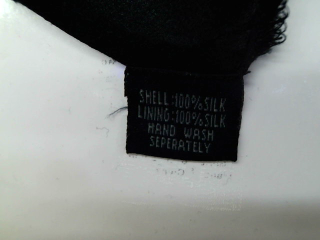 SHELL:100%SILK
LINING:100%SILK
HAND WASH
SEPERATELY